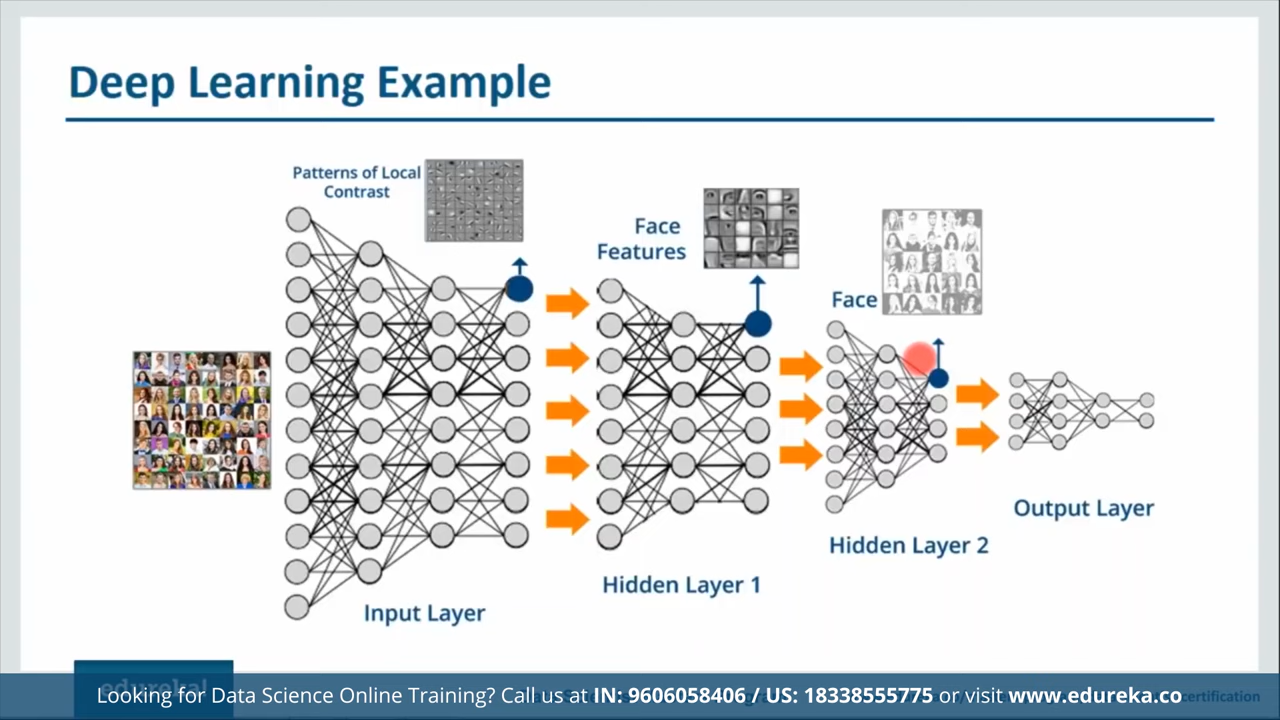 Deep Learning Example
Patterns of Local
Contrast
Face
Features
Face
Input Layer
Hidden Layer 1
Hidden Layer 2
Output Layer
Looking for Data Science Online Training? Call us at IN: 9606058406 / US: 18338555775 or visit www.edureka.co
certification